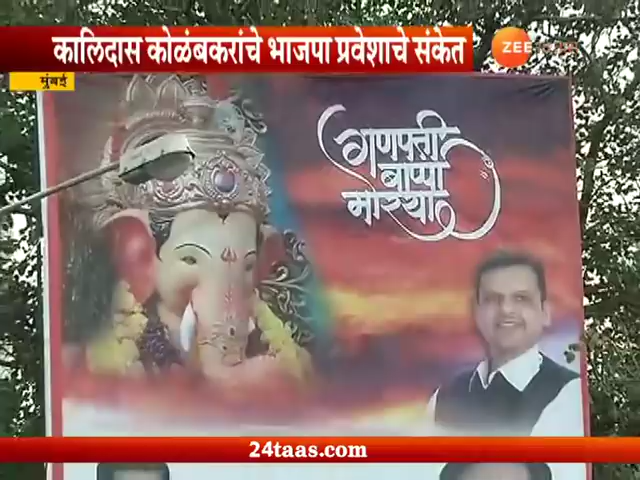 कालिदास कोळंबकरांचे भाजपा प्रवेशाचे संकेत
ZEE
मुंबई
गणपती
बाप्पा
मोरया
24taas.com